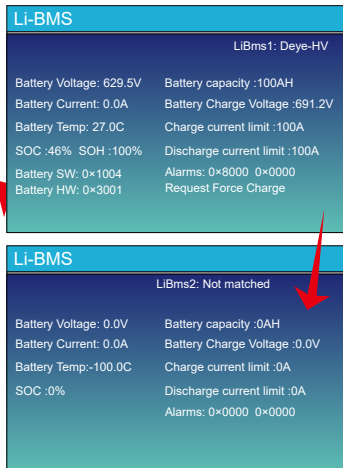 Li-BMS
LiBms1: Deye-HV
Battery Voltage: 629.5V Battery capacity :100AH
Battery Current: 0.0A Battery Charge Voltage :691.2V
Battery Temp: 27.0C Charge current limit :100A
SOC :46% SOH :100% Discharge current limit :100A
Battery SW: 0×1004 Alarms: 0×8000 0×0000
Battery HW: 0×3001 Request Force Charge
Li-BMS
LiBms2: Not matched
Battery Voltage: 0.0V Battery capacity :0AH
Battery Current: 0.0A Battery Charge Voltage :0.0V
Battery Temp:-100.0C Charge current limit :0A
SOC :0% Discharge current limit :0A
Alarms: 0×0000 0×0000